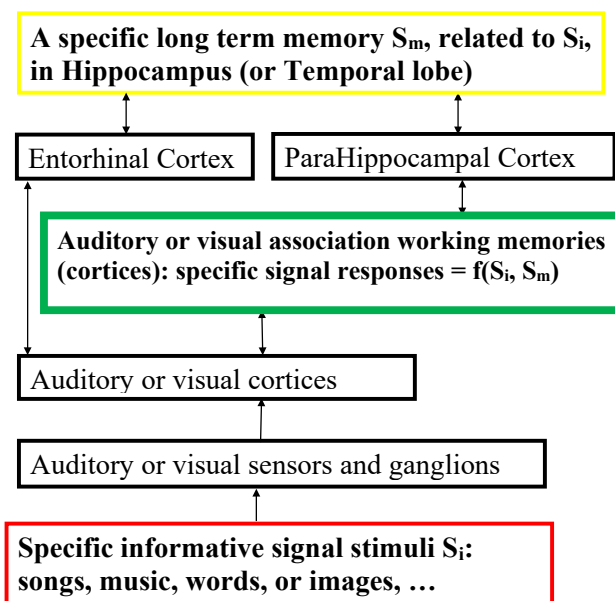 A specific long term memory Sₘ, related to Sᵢ,
in Hippocampus (or Temporal lobe)
Entorhinal Cortex
ParaHippocampal Cortex
Auditory or visual association working memories
(cortices): specific signal responses = f(Sᵢ, Sₘ)
Auditory or visual cortices
Auditory or visual sensors and ganglions
Specific informative signal stimuli Sᵢ:
songs, music, words, or images, …